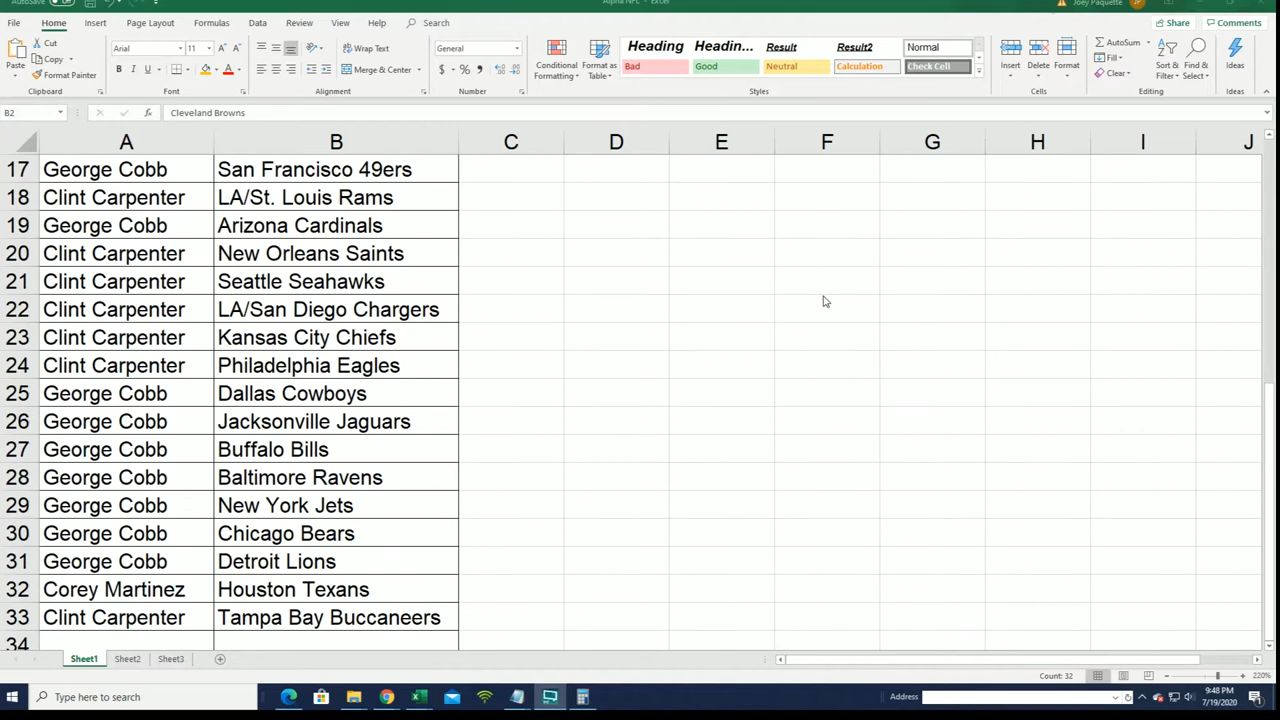 Alpha NFL - Excel
Joey Paquette JP
File Home Insert Page Layout Formulas Data Review View Help Search Share Comments
Paste Cut Copy Format Painter Clipboard
Arial 11 B I U A Font
Wrap Text Merge & Center Alignment
General $ % , Number
Conditional Formatting Format as Table
Heading Headin... Result Result2 Normal
Bad Good Neutral Calculation Check Cell
Styles
Insert Delete Format Cells
AutoSum Fill Clear Sort & Filter Find & Select Editing
Ideas Ideas
B2 fx Cleveland Browns
A B C D E F G H I J
17 George Cobb San Francisco 49ers
18 Clint Carpenter LA/St. Louis Rams
19 George Cobb Arizona Cardinals
20 Clint Carpenter New Orleans Saints
21 Clint Carpenter Seattle Seahawks
22 Clint Carpenter LA/San Diego Chargers
23 Clint Carpenter Kansas City Chiefs
24 Clint Carpenter Philadelphia Eagles
25 George Cobb Dallas Cowboys
26 George Cobb Jacksonville Jaguars
27 George Cobb Buffalo Bills
28 George Cobb Baltimore Ravens
29 George Cobb New York Jets
30 George Cobb Chicago Bears
31 George Cobb Detroit Lions
32 Corey Martinez Houston Texans
33 Clint Carpenter Tampa Bay Buccaneers
34
Sheet1 Sheet2 Sheet3
Count: 32 220%
Type here to search Address 9:48 PM
7/19/2020